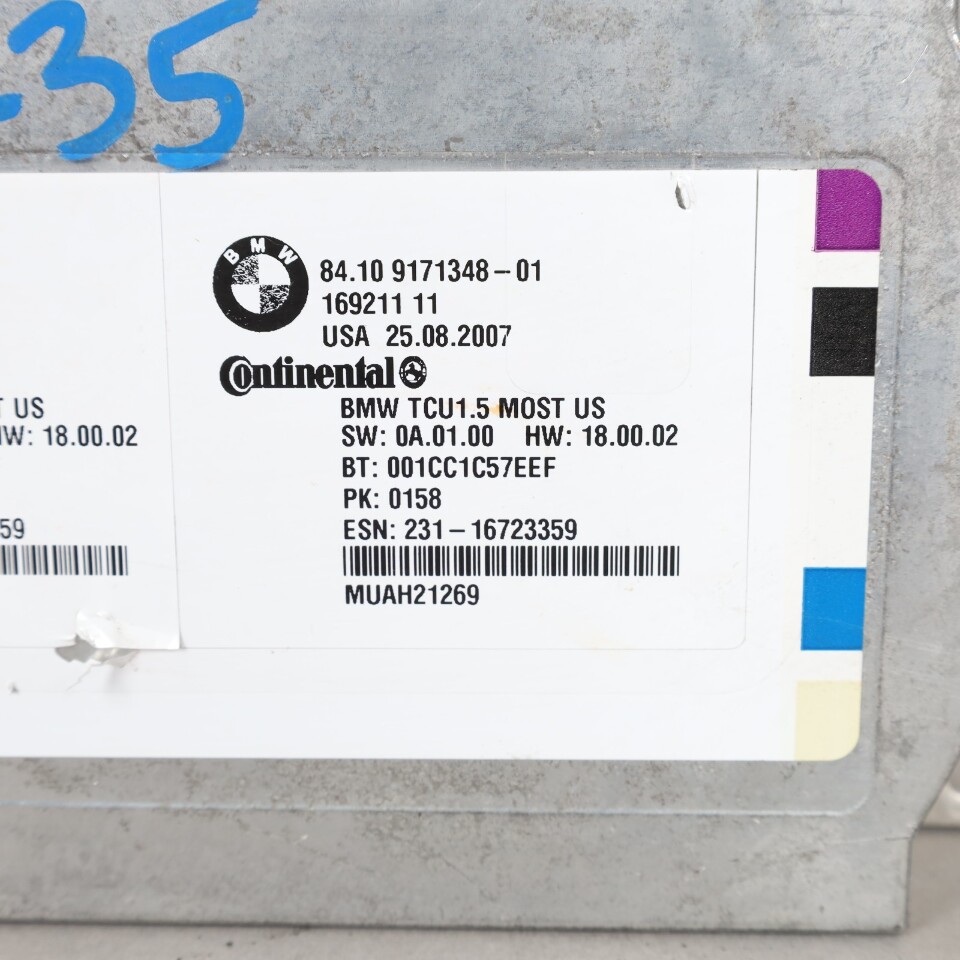 -35
BMW
84.10 9171348-01
169211 11
USA 25.08.2007
Continental
BMW TCU1.5 MOST US
SW: 0A.01.00 HW: 18.00.02
BT: 001CC1C57EEF
PK: 0158
ESN: 231-16723359
MUAH21269
T US
HW: 18.00.02
59